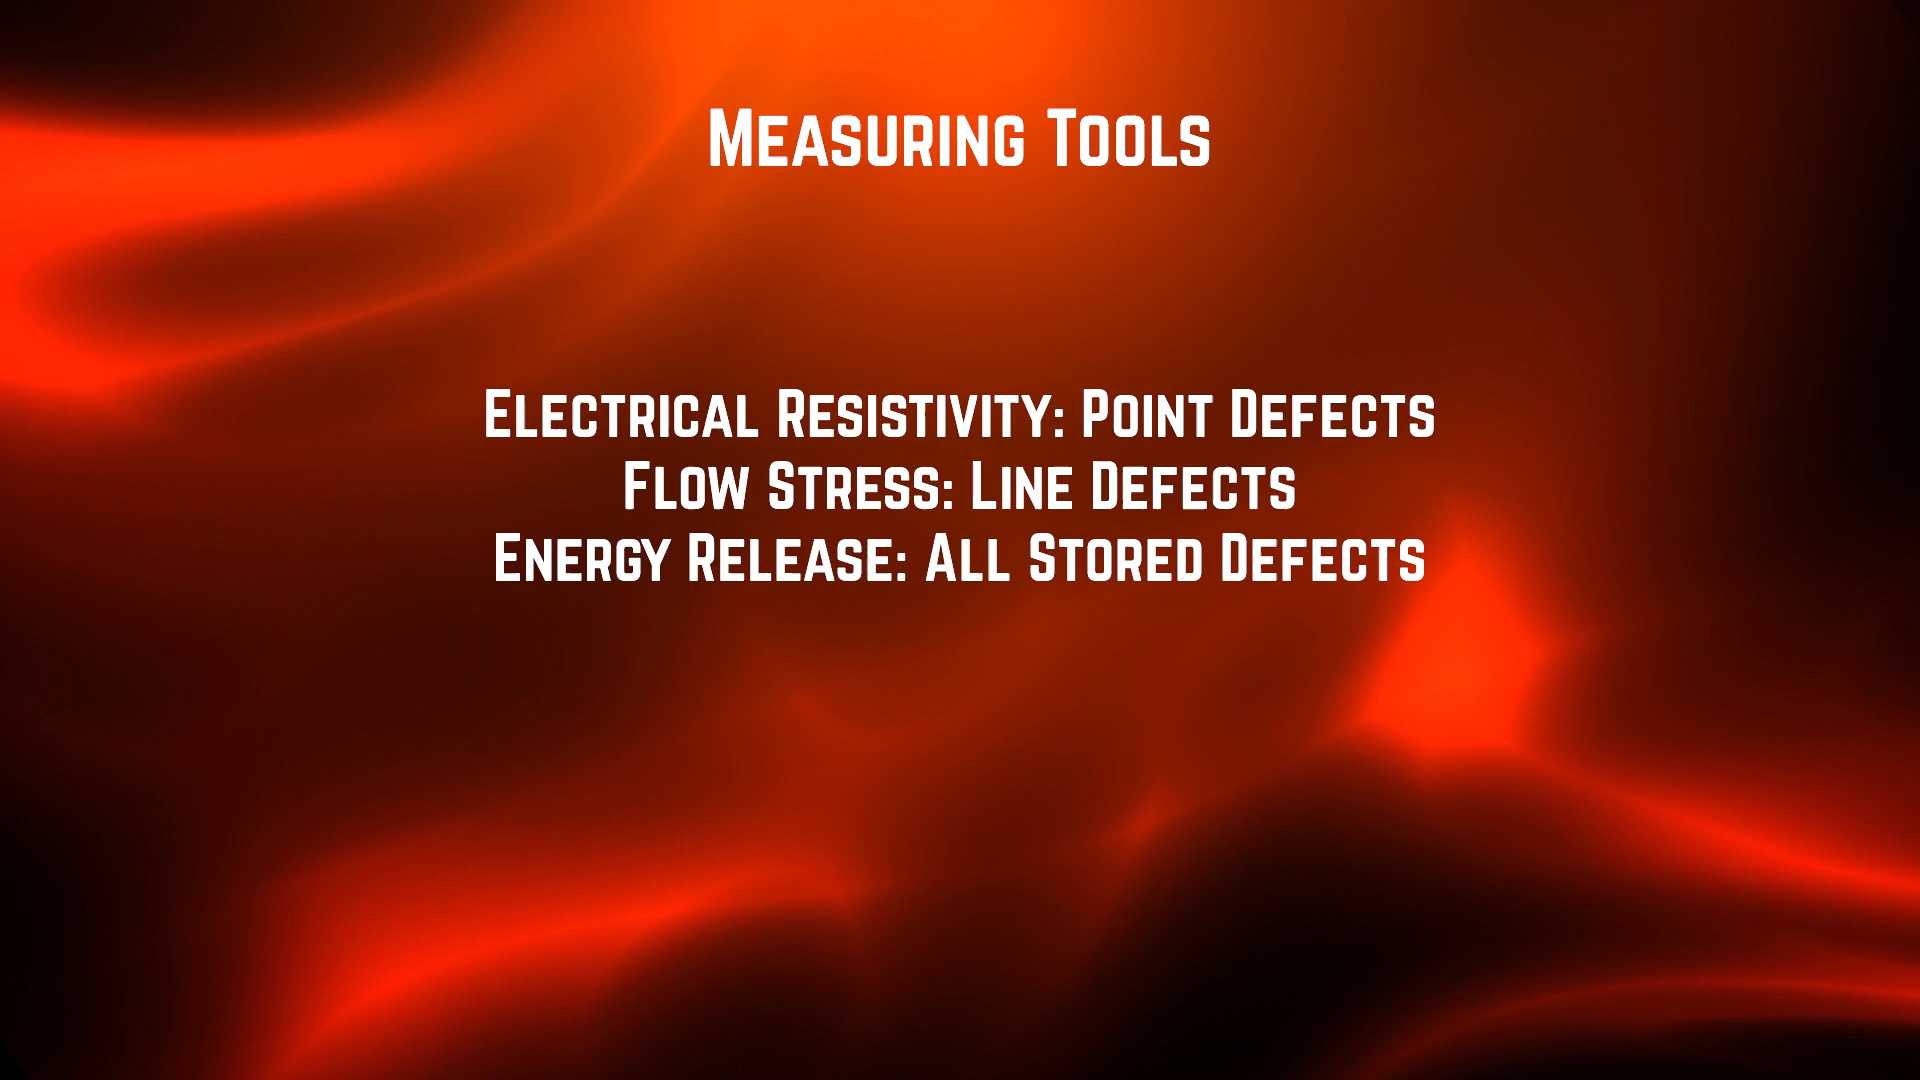 Measuring Tools
Electrical Resistivity: Point Defects
Flow Stress: Line Defects
Energy Release: All Stored Defects